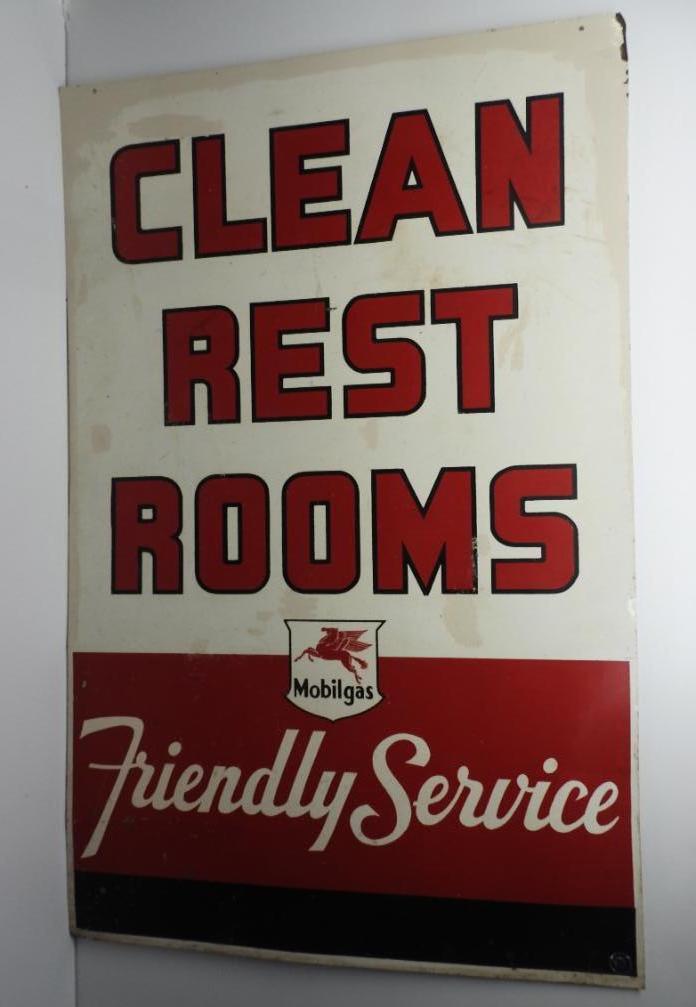 CLEAN
REST
ROOMS
Mobilgas
Friendly Service